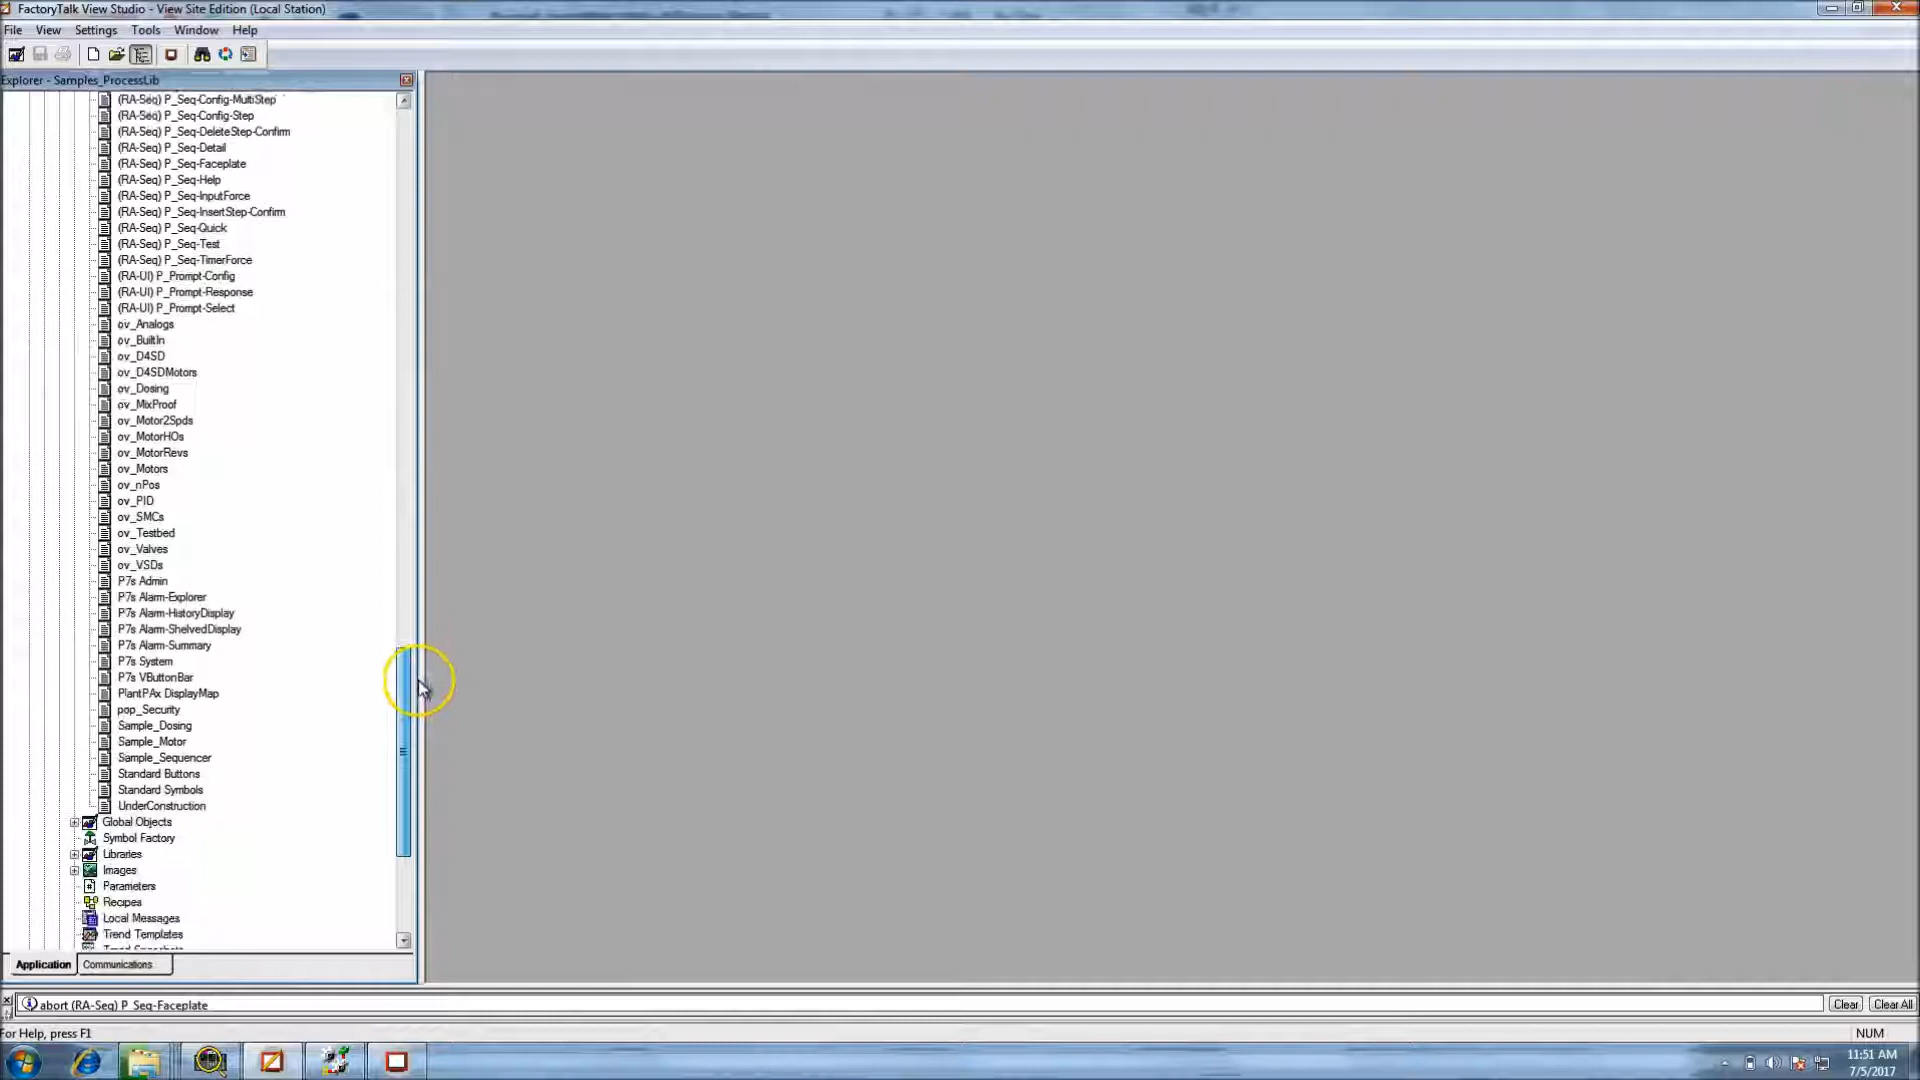 FactoryTalk View Studio - View Site Edition (Local Station)
File View Settings Tools Window Help
Explorer - Samples_ProcessLib
(RA-Seq) P_Seq-Config-MultiStep
(RA-Seq) P_Seq-Config-Step
(RA-Seq) P_Seq-DeleteStep-Confirm
(RA-Seq) P_Seq-Detail
(RA-Seq) P_Seq-Faceplate
(RA-Seq) P_Seq-Help
(RA-Seq) P_Seq-InputForce
(RA-Seq) P_Seq-InsertStep-Confirm
(RA-Seq) P_Seq-Quick
(RA-Seq) P_Seq-Test
(RA-Seq) P_Seq-TimerForce
(RA-UI) P_Prompt-Config
(RA-UI) P_Prompt-Response
(RA-UI) P_Prompt-Select
ov_Analogs
ov_BuiltIn
ov_D4SD
ov_D4SDMotors
ov_Dosing
ov_MixProof
ov_Motor2Spds
ov_MotorHOs
ov_MotorRevs
ov_Motors
ov_nPos
ov_PID
ov_SMCs
ov_Testbed
ov_Valves
ov_VSDs
P7s Admin
P7s Alarm-Explorer
P7s Alarm-HistoryDisplay
P7s Alarm-ShelvedDisplay
P7s Alarm-Summary
P7s System
P7s VButtonBar
PlantPAx DisplayMap
pop_Security
Sample_Dosing
Sample_Motor
Sample_Sequencer
Standard Buttons
Standard Symbols
UnderConstruction
Global Objects
Symbol Factory
Libraries
Images
Parameters
Recipes
Local Messages
Trend Templates
Application Communications
abort (RA-Seq) P_Seq-Faceplate Clear Clear All
For Help, press F1 NUM
11:51 AM
7/5/2017